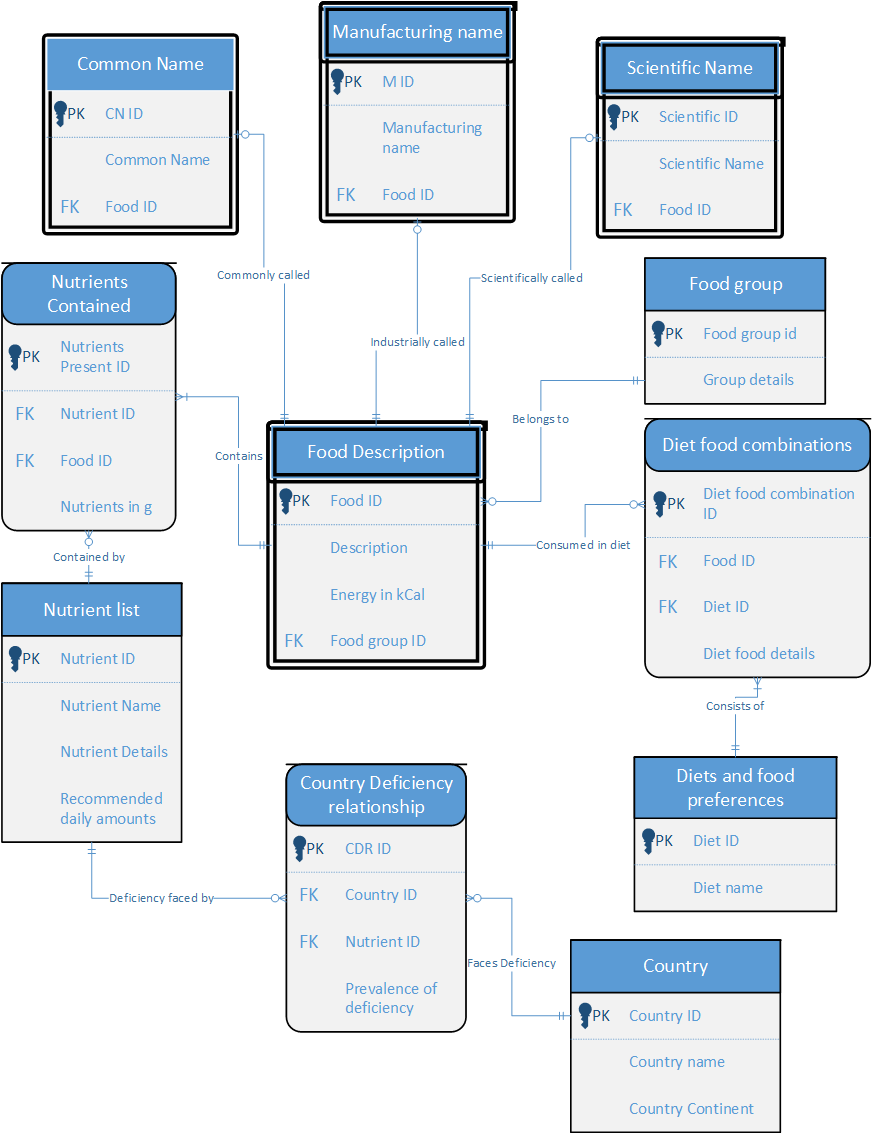 Common Name
PK CN ID
Common Name
FK Food ID
Manufacturing name
PK M ID
Manufacturing
name
FK Food ID
Scientific Name
PK Scientific ID
Scientific Name
FK Food ID
Commonly called
Industrially called
Scientifically called
Nutrients
Contained
PK Nutrients
Present ID
FK Nutrient ID
FK Food ID
Nutrients in g
Food group
PK Food group id
Group details
Belongs to
Contains
Food Description
PK Food ID
Description
Energy in kCal
FK Food group ID
Diet food combinations
PK Diet food combination
ID
FK Food ID
FK Diet ID
Diet food details
Consumed in diet
Contained by
Nutrient list
PK Nutrient ID
Nutrient Name
Nutrient Details
Recommended
daily amounts
Consists of
Diets and food
preferences
PK Diet ID
Diet name
Country Deficiency
relationship
PK CDR ID
FK Country ID
FK Nutrient ID
Prevalence of
deficiency
Deficiency faced by
Faces Deficiency
Country
PK Country ID
Country name
Country Continent